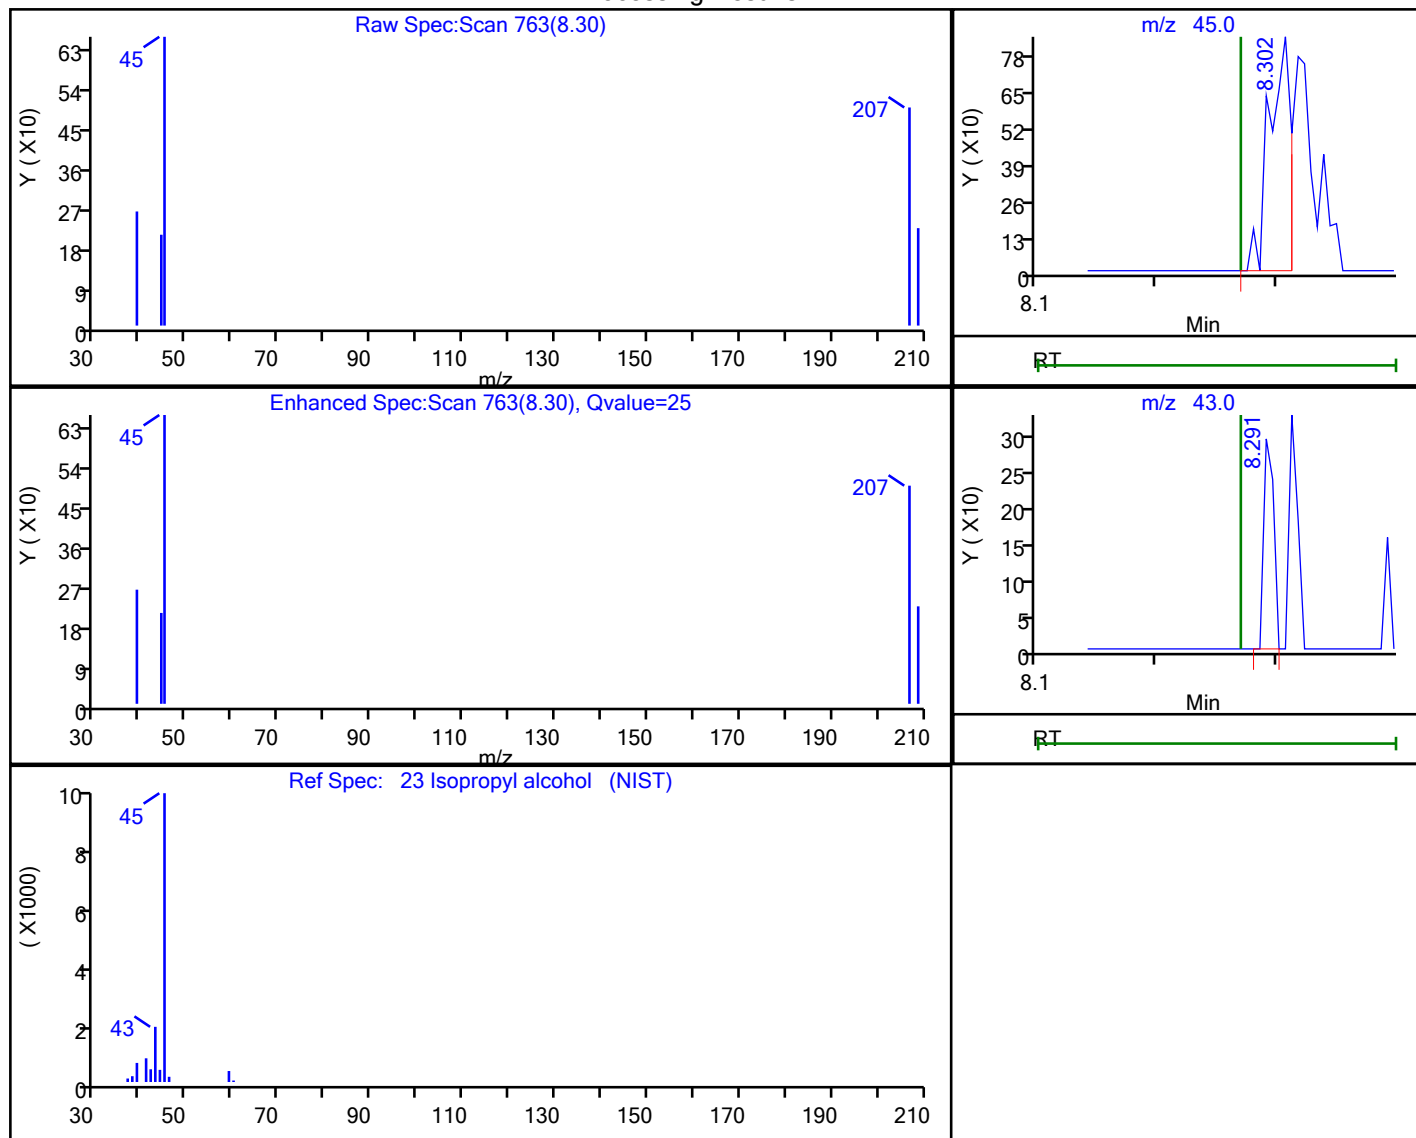 Raw Spec:Scan 763(8.30)
Y ( X10)
63
54
45
36
27
18
9
0
45
207
30 50 70 90 110 130 150 170 190 210
m/z
m/z 45.0
Y ( X10)
78
65
52
39
26
13
0
8.302
8.1
Min
RT
Enhanced Spec:Scan 763(8.30), Qvalue=25
Y ( X10)
63
54
45
36
27
18
9
0
45
207
30 50 70 90 110 130 150 170 190 210
m/z
m/z 43.0
Y ( X10)
30
25
20
15
10
5
0
8.291
8.1
Min
RT
Ref Spec: 23 Isopropyl alcohol (NIST)
( X1000)
10
8
6
4
2
0
45
43
30 50 70 90 110 130 150 170 190 210